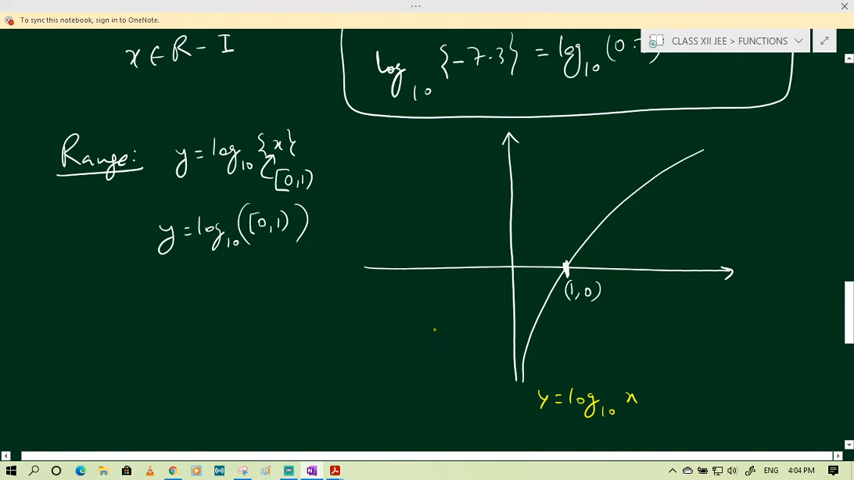 To sync this notebook, sign in to OneNote.
CLASS XII JEE > FUNCTIONS
x ∈ R - I
log₁₀ {-7.3} = log₁₀ (0.
Range: y = log₁₀ {x}
[0,1)
y = log₁₀ ([0,1))
(1,0)
y = log₁₀ x
ENG 4:04 PM